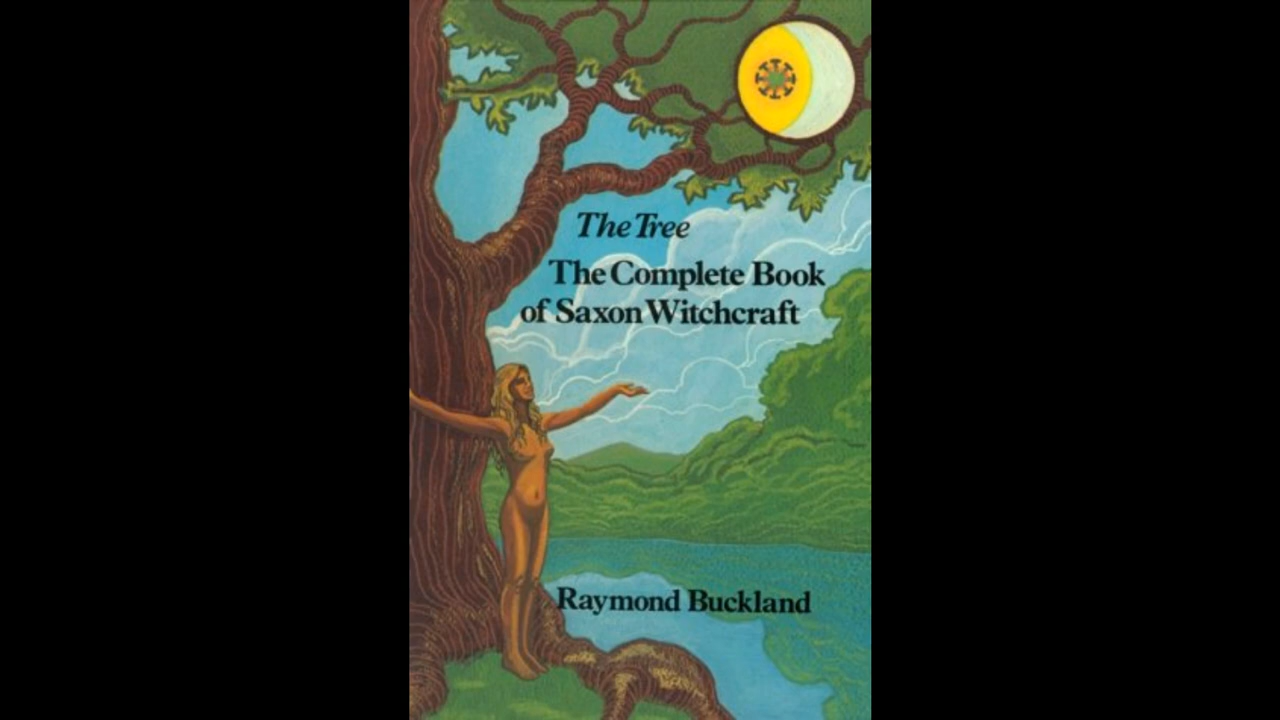 The Tree
The Complete Book
of Saxon Witchcraft
Raymond Buckland